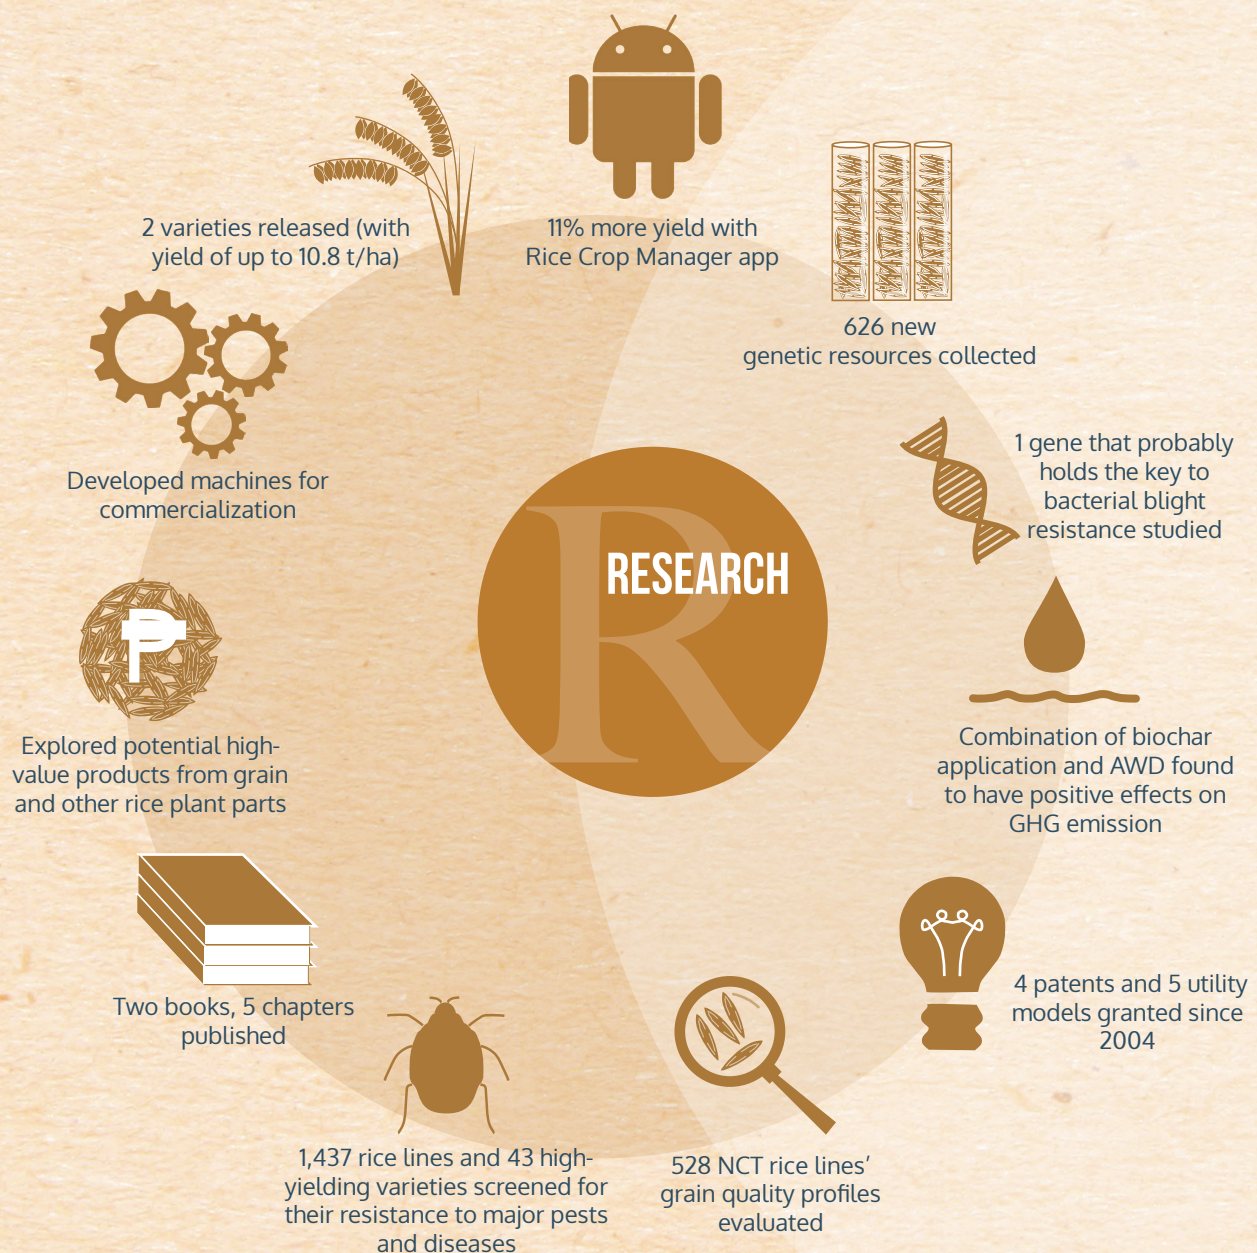 2 varieties released (with
yield of up to 10.8 t/ha)
11% more yield with
Rice Crop Manager app
626 new
genetic resources collected
1 gene that probably
holds the key to
bacterial blight
resistance studied
Combination of biochar
application and AWD found
to have positive effects on
GHG emission
4 patents and 5 utility
models granted since
2004
528 NCT rice lines’
grain quality profiles
evaluated
1,437 rice lines and 43 high-
yielding varieties screened for
their resistance to major pests
and diseases
Two books, 5 chapters
published
Explored potential high-
value products from grain
and other rice plant parts
₱
Developed machines for
commercialization
R
RESEARCH